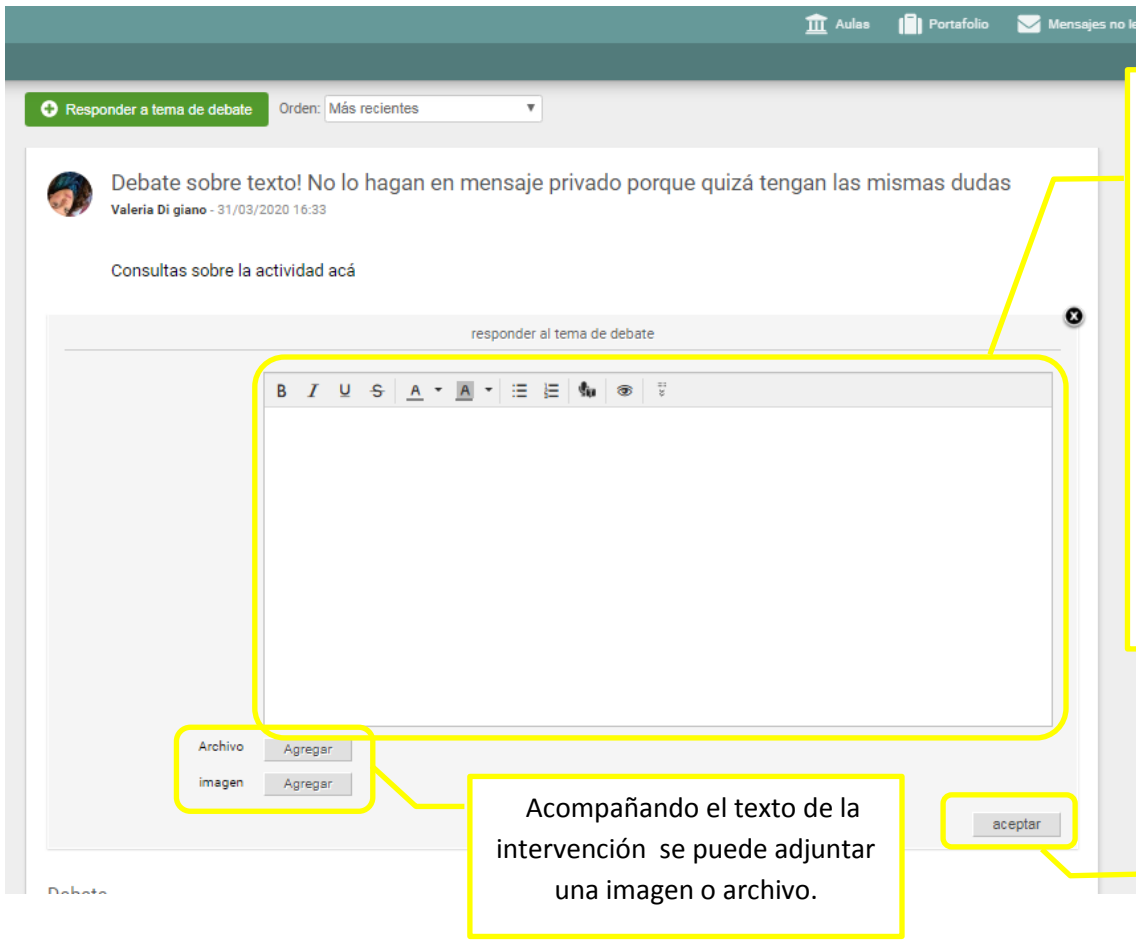 Aulas Portafolio Mensajes no le
Responder a tema de debate Orden: Más recientes
Debate sobre texto! No lo hagan en mensaje privado porque quizá tengan las mismas dudas
Valeria Di giano - 31/03/2020 16:33
Consultas sobre la actividad acá
responder al tema de debate
B I U S A A
Archivo Agregar
imagen Agregar
aceptar
Acompañando el texto de la
intervención se puede adjuntar
una imagen o archivo.
Debate